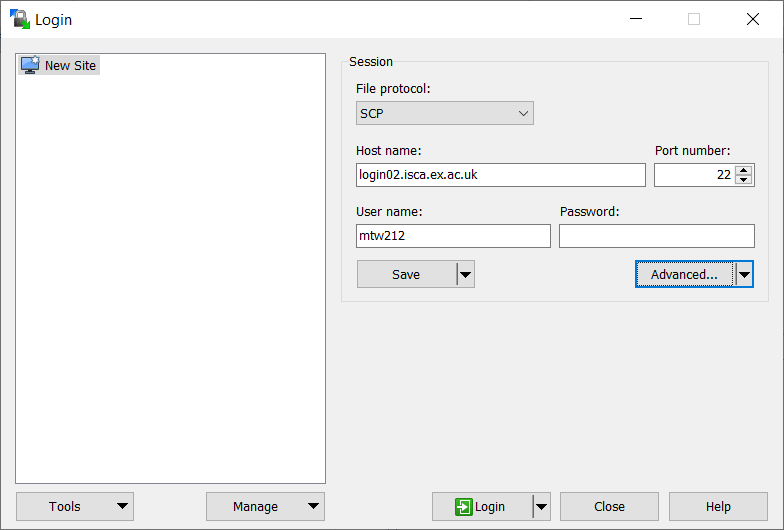 Login
New Site
Session
File protocol:
SCP
Host name:
Port number:
login02.isca.ex.ac.uk
22
User name:
Password:
mtw212
Save
Advanced...
Tools
Manage
Login
Close
Help